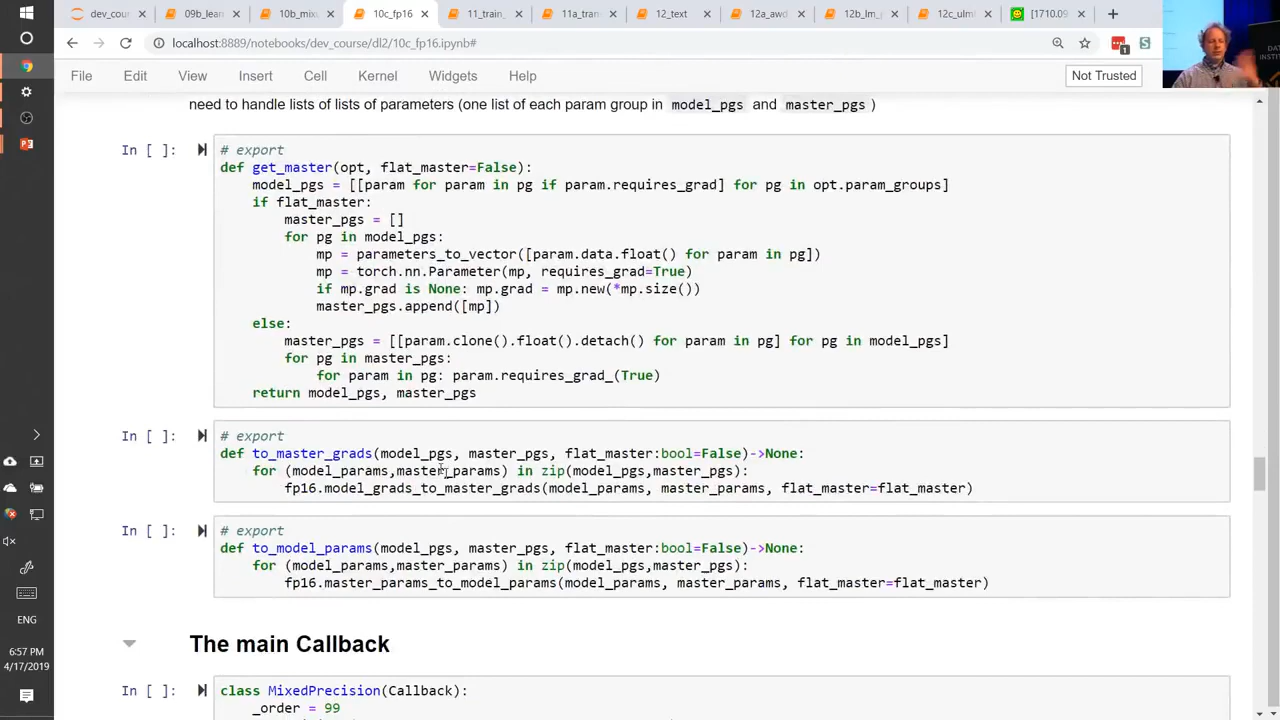 dev_cour
09b_lean
10b_mixe
10c_fp16
11_train_
11a_tran
12_text
12a_awd
12b_lm_
12c_ulm
[1710.09
localhost:8889/notebooks/dev_course/dl2/10c_fp16.ipynb#
1
S
File Edit View Insert Cell Kernel Widgets Help
Not Trusted
need to handle lists of lists of parameters (one list of each param group in model_pgs and master_pgs )
In [ ]:
# export
def get_master(opt, flat_master=False):
    model_pgs = [[param for param in pg if param.requires_grad] for pg in opt.param_groups]
    if flat_master:
        master_pgs = []
        for pg in model_pgs:
            mp = parameters_to_vector([param.data.float() for param in pg])
            mp = torch.nn.Parameter(mp, requires_grad=True)
            if mp.grad is None: mp.grad = mp.new(*mp.size())
            master_pgs.append([mp])
    else:
        master_pgs = [[param.clone().float().detach() for param in pg] for pg in model_pgs]
        for pg in master_pgs:
            for param in pg: param.requires_grad_(True)
    return model_pgs, master_pgs
In [ ]:
# export
def to_master_grads(model_pgs, master_pgs, flat_master:bool=False)->None:
    for (model_params,master_params) in zip(model_pgs,master_pgs):
        fp16.model_grads_to_master_grads(model_params, master_params, flat_master=flat_master)
In [ ]:
# export
def to_model_params(model_pgs, master_pgs, flat_master:bool=False)->None:
    for (model_params,master_params) in zip(model_pgs,master_pgs):
        fp16.master_params_to_model_params(model_params, master_params, flat_master=flat_master)
The main Callback
In [ ]:
class MixedPrecision(Callback):
    _order = 99
ENG
6:57 PM
4/17/2019